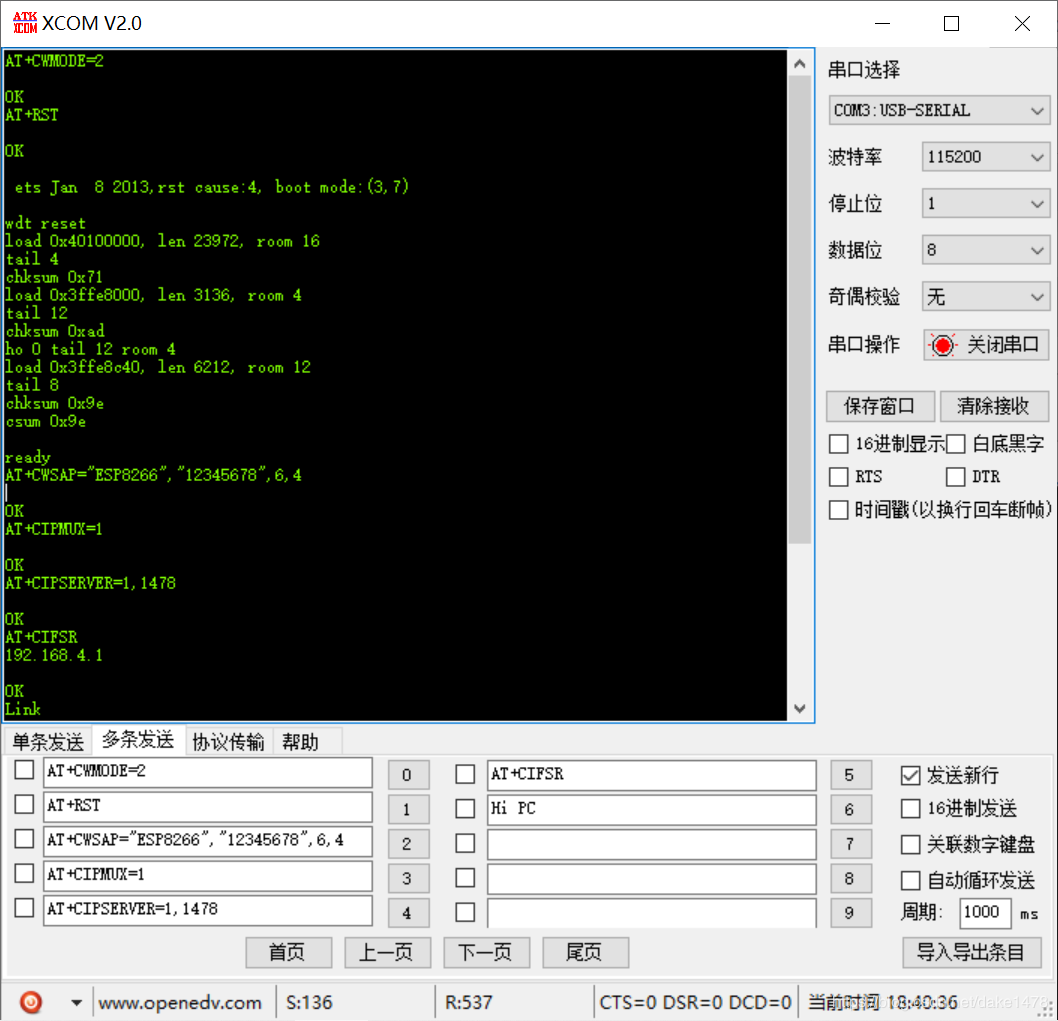 ATK XCOM XCOM V2.0
AT+CWMODE=2
OK
AT+RST
OK
ets Jan  8 2013,rst cause:4, boot mode:(3,7)
wdt reset
load 0x40100000, len 23972, room 16
tail 4
chksum 0x71
load 0x3ffe8000, len 3136, room 4
tail 12
chksum 0xad
ho 0 tail 12 room 4
load 0x3ffe8c40, len 6212, room 12
tail 8
chksum 0x9e
csum 0x9e
ready
AT+CWSAP="ESP8266","12345678",6,4
OK
AT+CIPMUX=1
OK
AT+CIPSERVER=1,1478
OK
AT+CIFSR
192.168.4.1
OK
Link
串口选择
COM3:USB-SERIAL
波特率 115200
停止位 1
数据位 8
奇偶校验 无
串口操作 关闭串口
保存窗口 清除接收
16进制显示 白底黑字
RTS DTR
时间戳(以换行回车断帧)
单条发送 多条发送 协议传输 帮助
AT+CWMODE=2 0 AT+CIFSR 5 发送新行
AT+RST 1 Hi PC 6 16进制发送
AT+CWSAP="ESP8266","12345678",6,4 2 7 关联数字键盘
AT+CIPMUX=1 3 8 自动循环发送
AT+CIPSERVER=1,1478 4 9 周期: 1000 ms
首页 上一页 下一页 尾页 导入导出条目
www.openedv.com S:136 R:537 CTS=0 DSR=0 DCD=0 当前时间 18:40:36